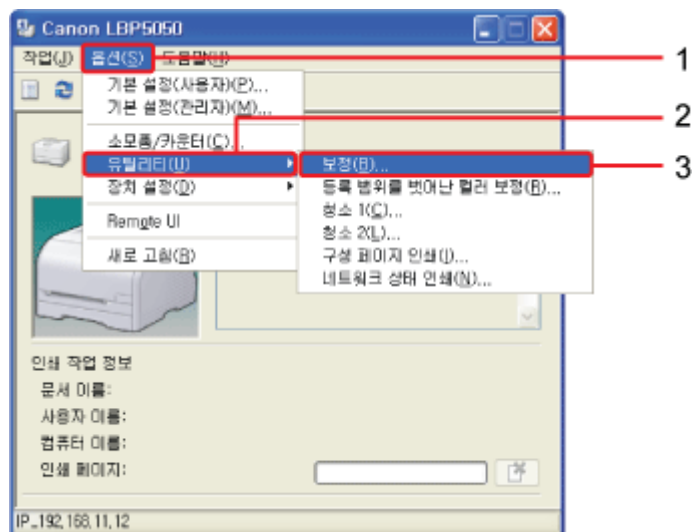 Canon LBP5050
작업(J) 옵션(S) 도움말(H)
1
기본 설정(사용자)(P)...
기본 설정(관리자)(M)...
2
소모품/카운터(C)...
유틸리티(U)
보정(B)...
3
장치 설정(D)
등록 범위를 벗어난 컬러 보정(R)...
청소 1(C)...
Remote UI
청소 2(L)...
새로 고침(R)
구성 페이지 인쇄(I)...
네트워크 상태 인쇄(N)...
인쇄 작업 정보
문서 이름:
사용자 이름:
컴퓨터 이름:
인쇄 페이지:
IP_192,168,11,12